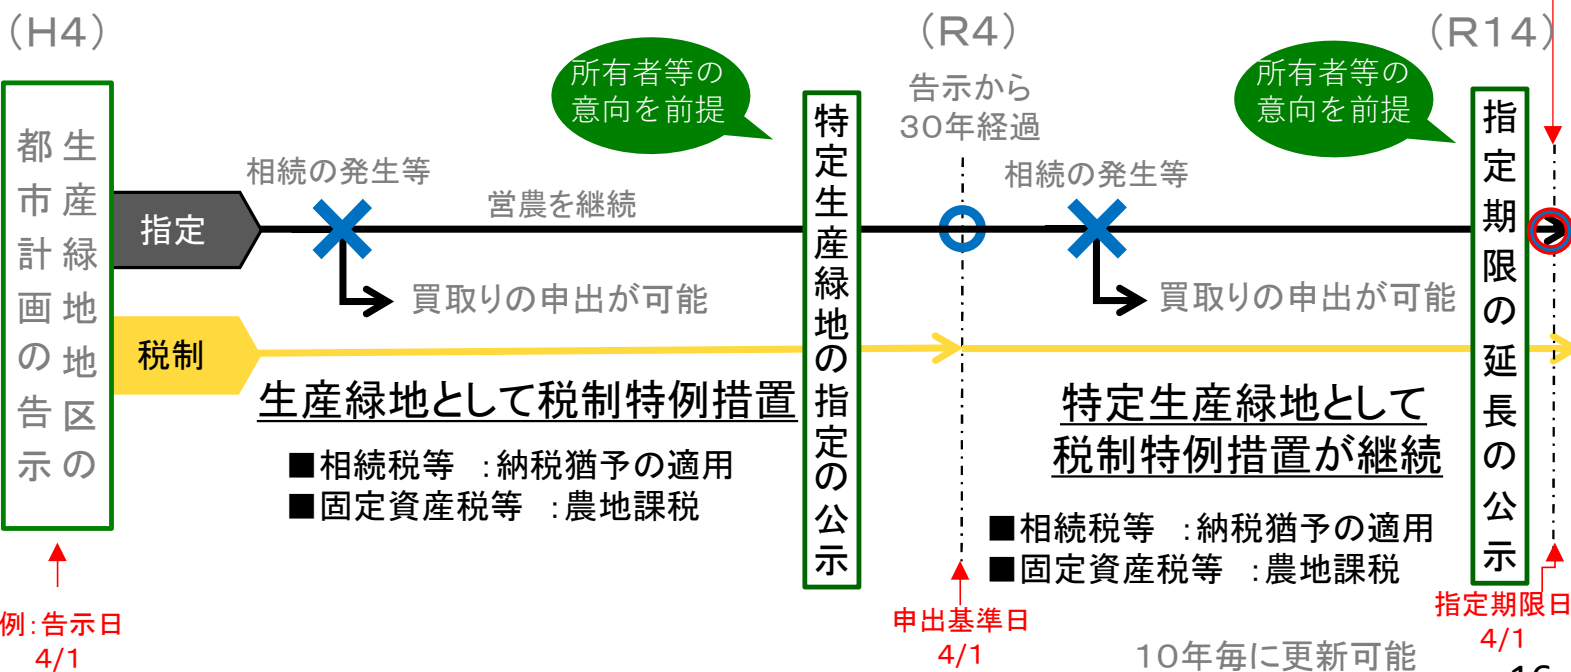 （H4）
（R4）
（R14）
生産緑地地区の
都市計画の告示
指定
税制
相続の発生等
営農を継続
買取りの申出が可能
生産緑地として税制特例措置
■相続税等　：納税猶予の適用
■固定資産税等　：農地課税
所有者等の
意向を前提
特定生産緑地の指定の公示
告示から
30年経過
相続の発生等
買取りの申出が可能
特定生産緑地として
税制特例措置が継続
■相続税等　：納税猶予の適用
■固定資産税等　：農地課税
所有者等の
意向を前提
指定期限の延長の公示
例：告示日
4/1
申出基準日
4/1
指定期限日
4/1
10年毎に更新可能